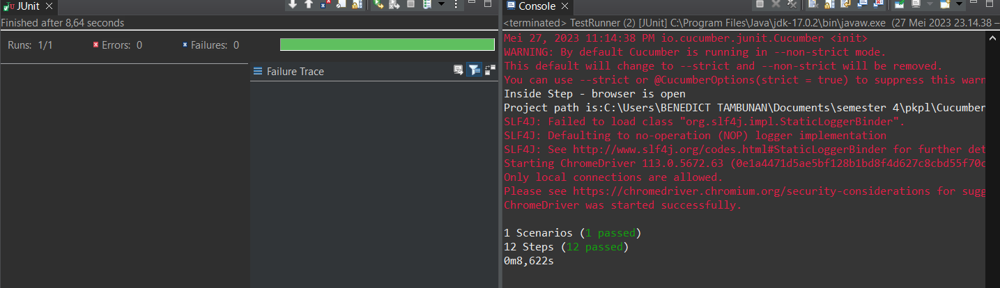 JUnit
Finished after 8,64 seconds
Runs: 1/1
Errors: 0
Failures: 0
Failure Trace
Console
<terminated> TestRunner (2) [JUnit] C:\Program Files\Java\jdk-17.0.2\bin\javaw.exe (27 Mei 2023 23.14.38 –
Mei 27, 2023 11:14:38 PM io.cucumber.junit.Cucumber <init>
WARNING: By default Cucumber is running in --non-strict mode.
This default will change to --strict and --non-strict will be removed.
You can use --strict or @CucumberOptions(strict = true) to suppress this warn
Inside Step - browser is open
Project path is:C:\Users\BENEDICT TAMBUNAN\Documents\semester 4\pkpl\Cucumber
SLF4J: Failed to load class "org.slf4j.impl.StaticLoggerBinder".
SLF4J: Defaulting to no-operation (NOP) logger implementation
SLF4J: See http://www.slf4j.org/codes.html#StaticLoggerBinder for further det
Starting ChromeDriver 113.0.5672.63 (0e1a4471d5ae5bf128b1bd8f4d627c8cbd55f70c
Only local connections are allowed.
Please see https://chromedriver.chromium.org/security-considerations for sugg
ChromeDriver was started successfully.
1 Scenarios (1 passed)
12 Steps (12 passed)
0m8,622s